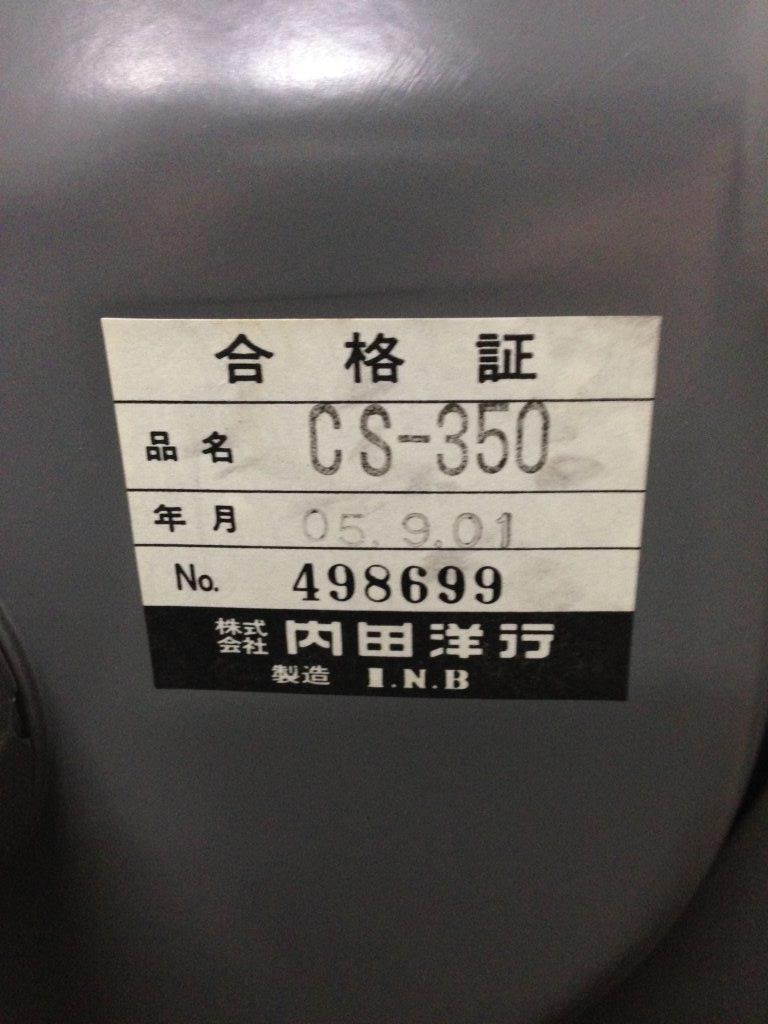 合格証
品名 CS-350
年月 05.9.01
No. 498699
株式会社 内田洋行
製造 I.N.B